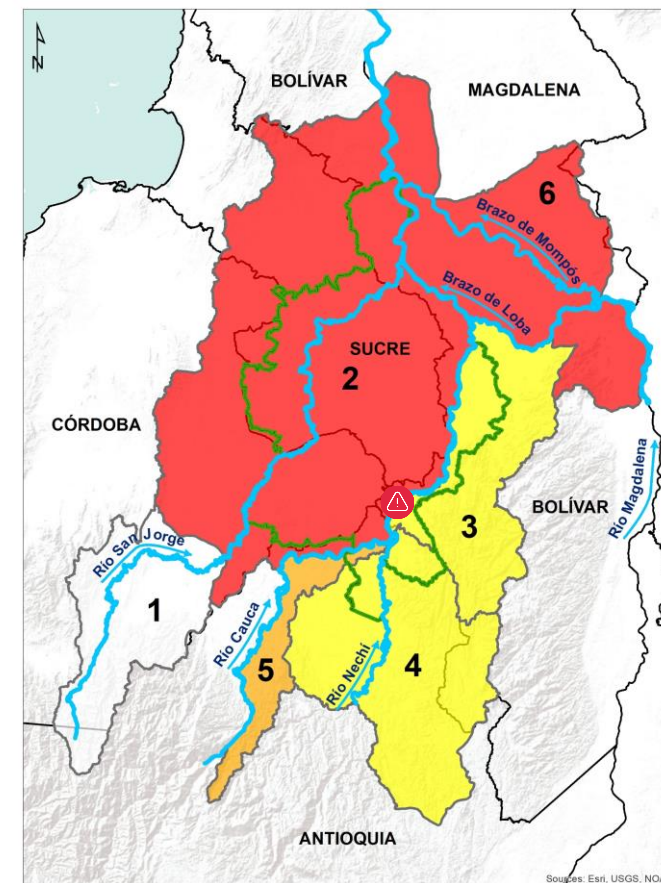 N
BOLÍVAR
MAGDALENA
6
Brazo de Mompós
Brazo de Loba
SUCRE
2
CÓRDOBA
BOLÍVAR
Río Magdalena
3
Río San Jorge
1
Río Cauca
5
Río Nechí
4
ANTIOQUIA
Sources: Esri, USGS, NOA